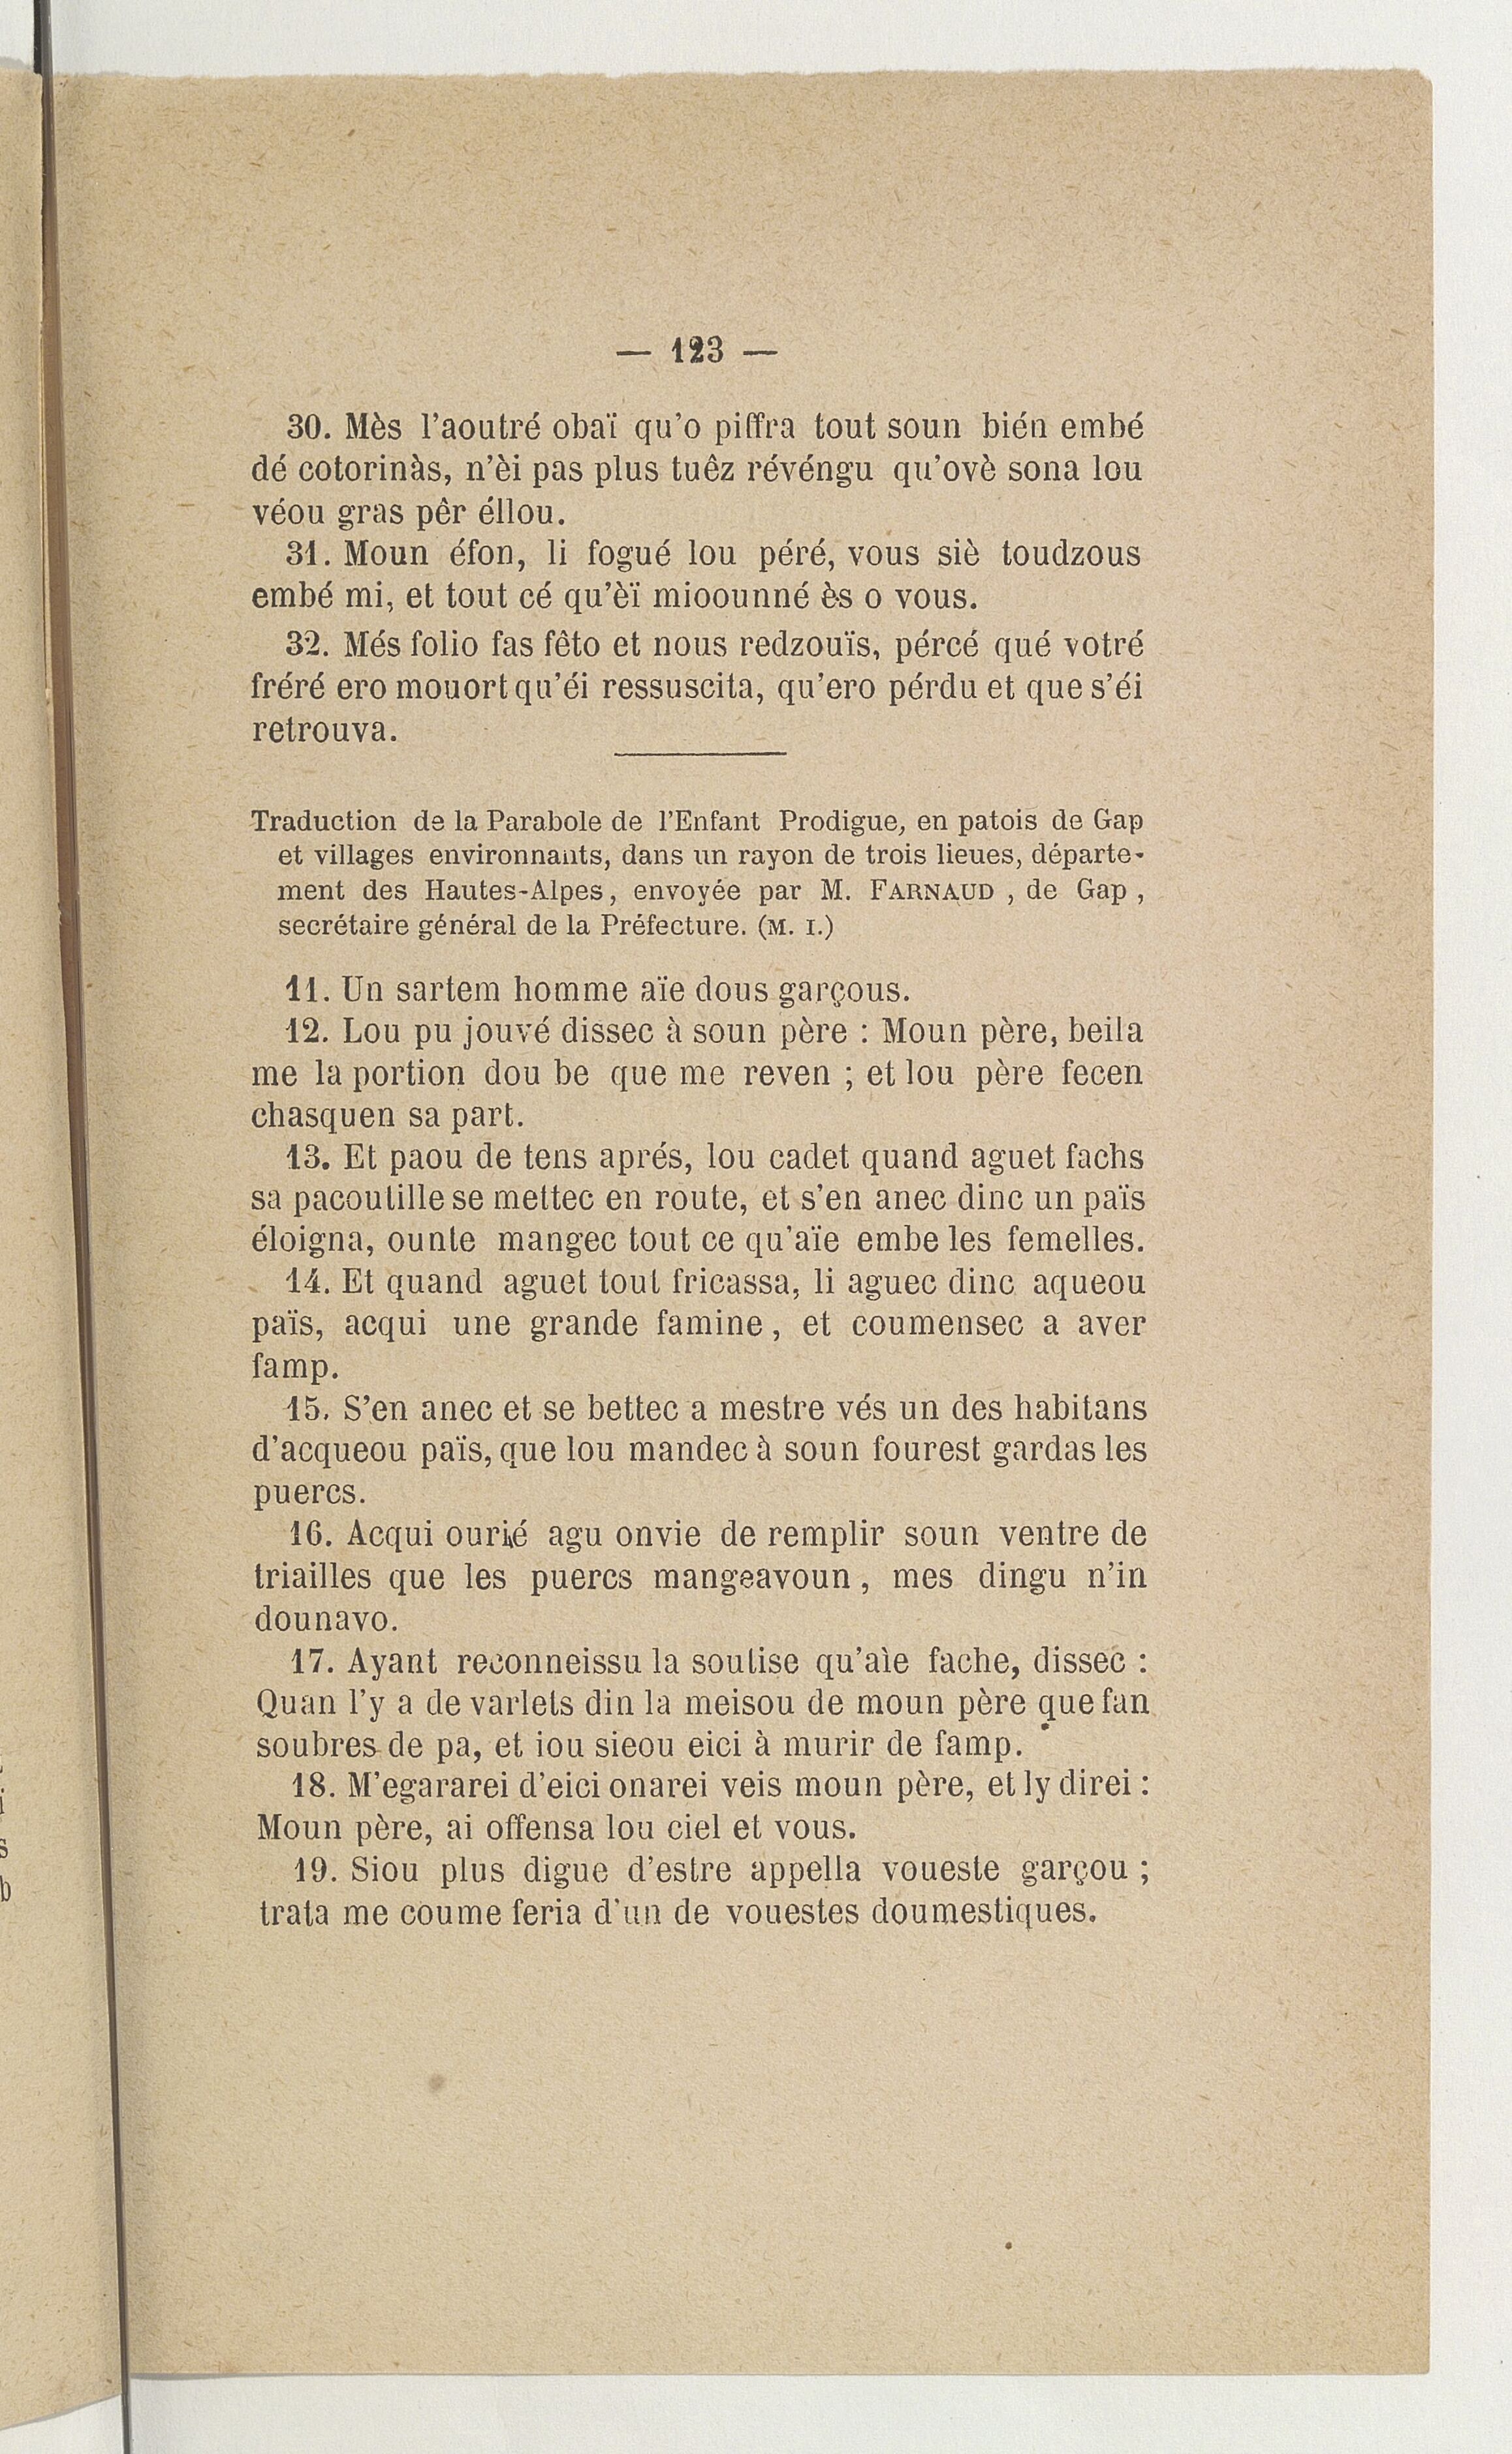 — 123 —
30. Mès l'aoutré obaï qu'o piffra tout soun bién embé
dé cotorinàs, n'èi pas plus tuêz révéngu qu'ovè sona lou
véou gras pêr éllou.
31. Moun éfon, li fogué lou péré, vous siè toudzous
embé mi, et tout cé qu'èï mioounné ès o vous.
32. Més folio fas fêto et nous redzouïs, pércé qué votré
fréré ero mouort qu'éi ressuscita, qu'ero pérdu et que s'éi
retrouva.
Traduction de la Parabole de l'Enfant Prodigue, en patois de Gap
et villages environnants, dans un rayon de trois lieues, départe-
ment des Hautes-Alpes, envoyée par M. FARNAUD, de Gap,
secrétaire général de la Préfecture. (M. I.)
11. Un sartem homme aïe dous garçous.
12. Lou pu jouvé dissec à soun père : Moun père, beila
me la portion dou be que me reven ; et lou père fecen
chasquen sa part.
13. Et paou de tens aprés, lou cadet quand aguet fachs
sa pacoutille se mettec en route, et s'en anec dinc un païs
éloigna, ounte mangec tout ce qu'aïe embe les femelles.
14. Et quand aguet tout fricassa, li aguec dinc aqueou
païs, acqui une grande famine, et coumensec a aver
famp.
15. S'en anec et se bettec a mestre vés un des habitans
d'acqueou païs, que lou mandec à soun fourest gardas les
puercs.
16. Acqui ourié agu onvie de remplir soun ventre de
triailles que les puercs mangeavoun, mes dingu n'in
dounavo.
17. Ayant reconneissu la soutise qu'aìe fache, dissec :
Quan l'y a de varlets din la meisou de moun père que fan
soubres de pa, et iou sieou eici à murir de famp.
18. M'egararei d'eici onarei veis moun père, et ly direi :
Moun père, ai offensa lou ciel et vous.
19. Siou plus digue d'estre appella voueste garçou ;
trata me coume feria d'un de vouestes doumestiques.